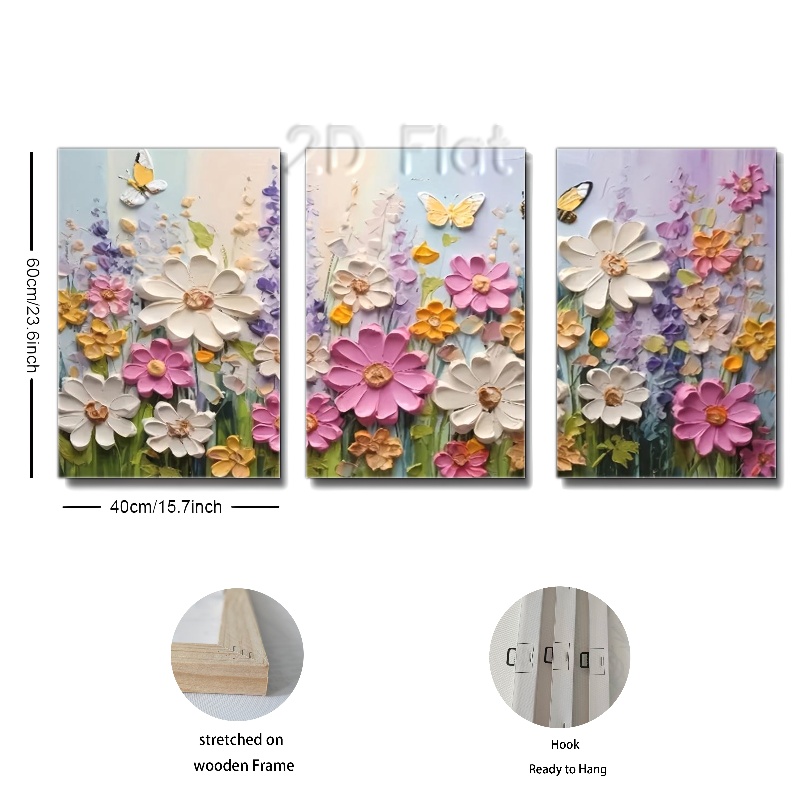 2D Flat
60cm/23.6inch
40cm/15.7inch
stretched on
wooden Frame
Hook
Ready to Hang